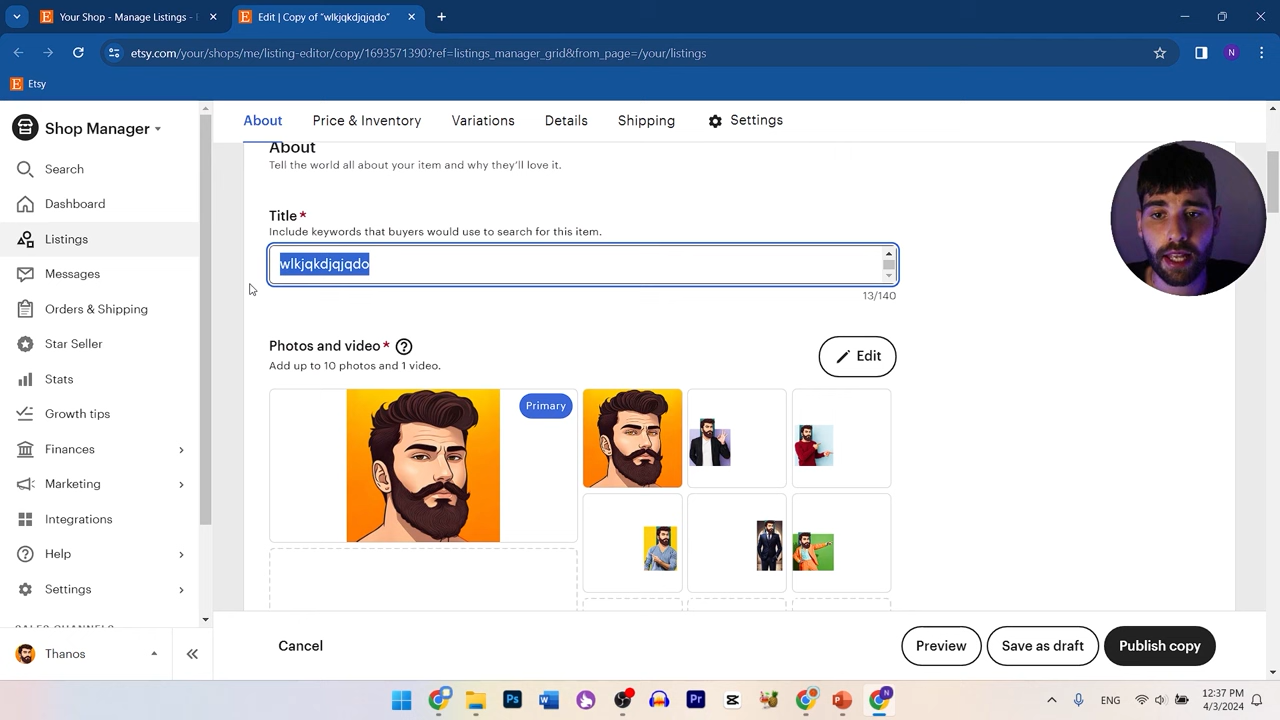 Your Shop - Manage Listings - E
Edit | Copy of “wlkjqkdjqjqdo”
etsy.com/your/shops/me/listing-editor/copy/1693571390?ref=listings_manager_grid&from_page=/your/listings
N
Etsy
Shop Manager
About
Price & Inventory
Variations
Details
Shipping
Settings
Search
Dashboard
Listings
Messages
Orders & Shipping
Star Seller
Stats
Growth tips
Finances
Marketing
Integrations
Help
Settings
SALES CHANNELS
Thanos
About
Tell the world all about your item and why they’ll love it.
Title *
Include keywords that buyers would use to search for this item.
wlkjqkdjqjqdo
13/140
Photos and video *
Add up to 10 photos and 1 video.
Edit
Primary
Cancel
Preview
Save as draft
Publish copy
ENG
12:37 PM
4/3/2024